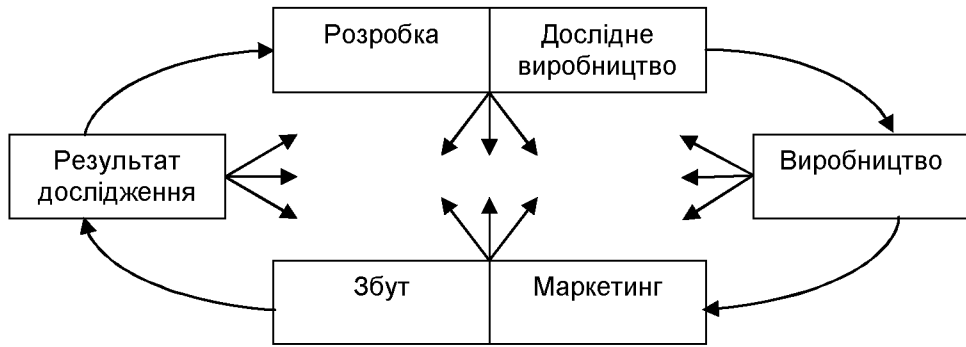 Розробка
Дослідне
виробництво
Результат
дослідження
Виробництво
Збут
Маркетинг